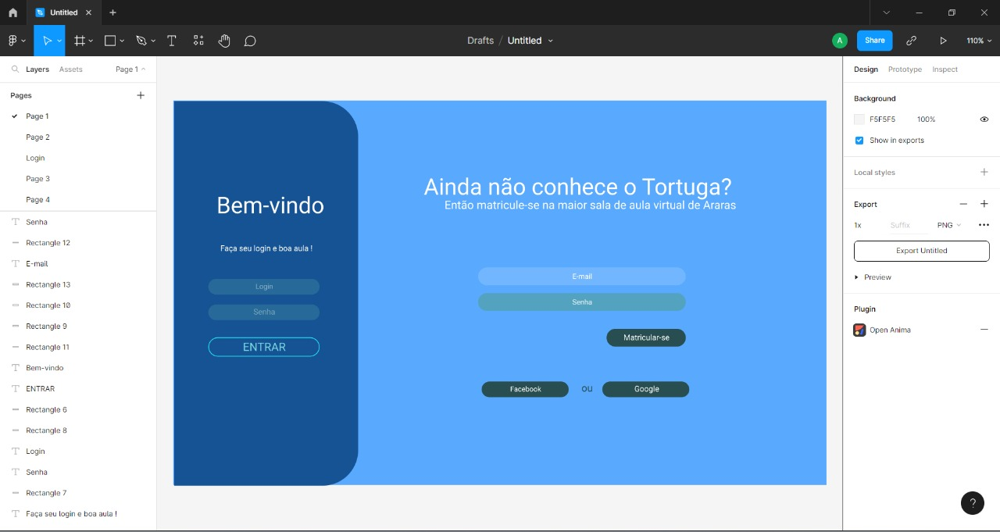 Untitled
Drafts / Untitled
A
Share
110%
Layers
Assets
Page 1
Pages
Page 1
Page 2
Login
Page 3
Page 4
Senha
Rectangle 12
E-mail
Rectangle 13
Rectangle 10
Rectangle 9
Rectangle 11
Bem-vindo
ENTRAR
Rectangle 6
Rectangle 8
Login
Senha
Rectangle 7
Faça seu login e boa aula !
Bem-vindo
Faça seu login e boa aula !
Login
Senha
ENTRAR
Ainda não conhece o Tortuga?
Então matricule-se na maior sala de aula virtual de Araras
E-mail
Senha
Matricular-se
Facebook
ou
Google
Design
Prototype
Inspect
Background
F5F5F5
100%
Show in exports
Local styles
Export
1x
Suffix
PNG
Export Untitled
Preview
Plugin
Open Anima
?